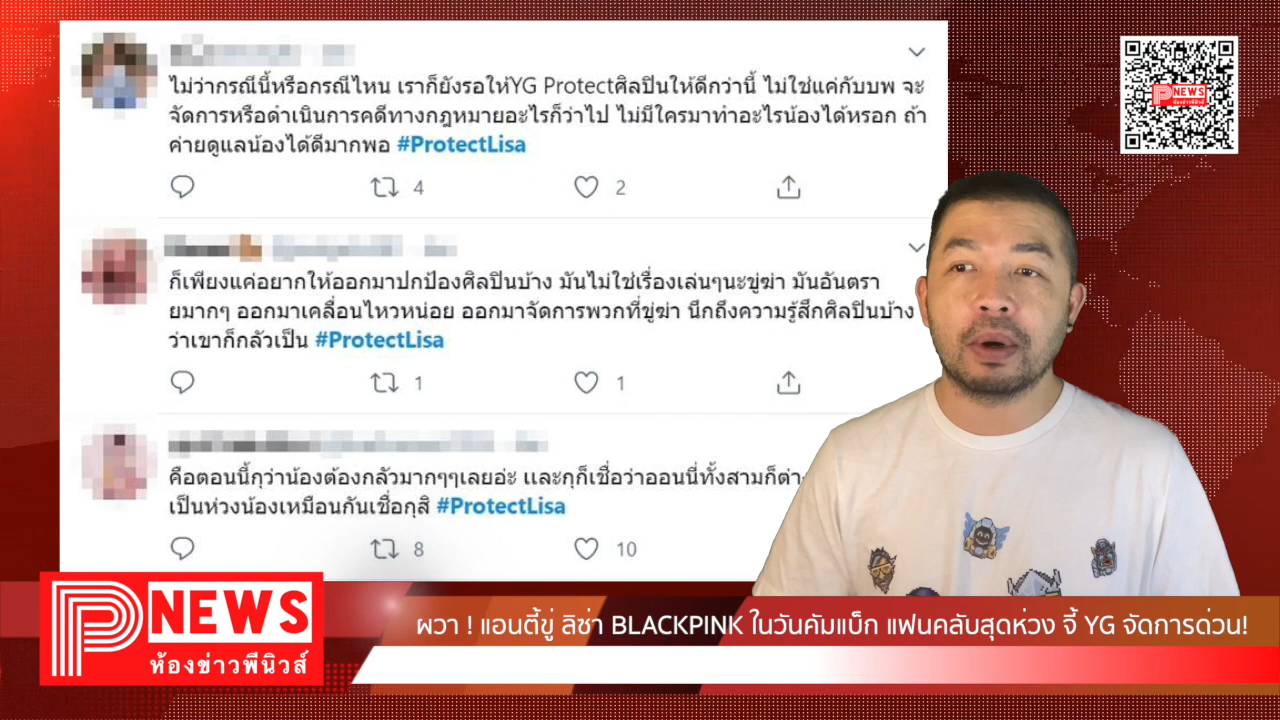 ไม่ว่ากรณีนี้หรือกรณีไหน เราก็ยังรอให้YG Protectศิลปินให้ดีกว่านี้ ไม่ใช่แค่กับบพ จะ
จัดการหรือดำเนินการคดีทางกฎหมายอะไรก็ว่าไป ไม่มีใครมาทำอะไรน้องได้หรอก ถ้า
ค่ายดูแลน้องได้ดีมากพอ #ProtectLisa
4 2
ก็เพียงแค่อยากให้ออกมาปกป้องศิลปินบ้าง มันไม่ใช่เรื่องเล่นๆนะขู่ฆ่า มันอันตรา
ยมากๆ ออกมาเคลื่อนไหวหน่อย ออกมาจัดการพวกที่ขู่ฆ่า นึกถึงความรู้สึกศิลปินบ้าง
ว่าเขาก็กลัวเป็น #ProtectLisa
1 1
คือตอนนี้กุว่าน้องต้องกลัวมากๆๆเลยอ่ะ และกุก็เชื่อว่าออนนี่ทั้งสามก็ต่าง
เป็นห่วงน้องเหมือนกันเชื่อกุสิ #ProtectLisa
8 10
P NEWS
ห้องข่าวพีนิวส์
P NEWS
ห้องข่าวพีนิวส์
ผวา ! แอนตี้ขู่ ลิซ่า BLACKPINK ในวันคัมแบ็ก แฟนคลับสุดห่วง จี้ YG จัดการด่วน!